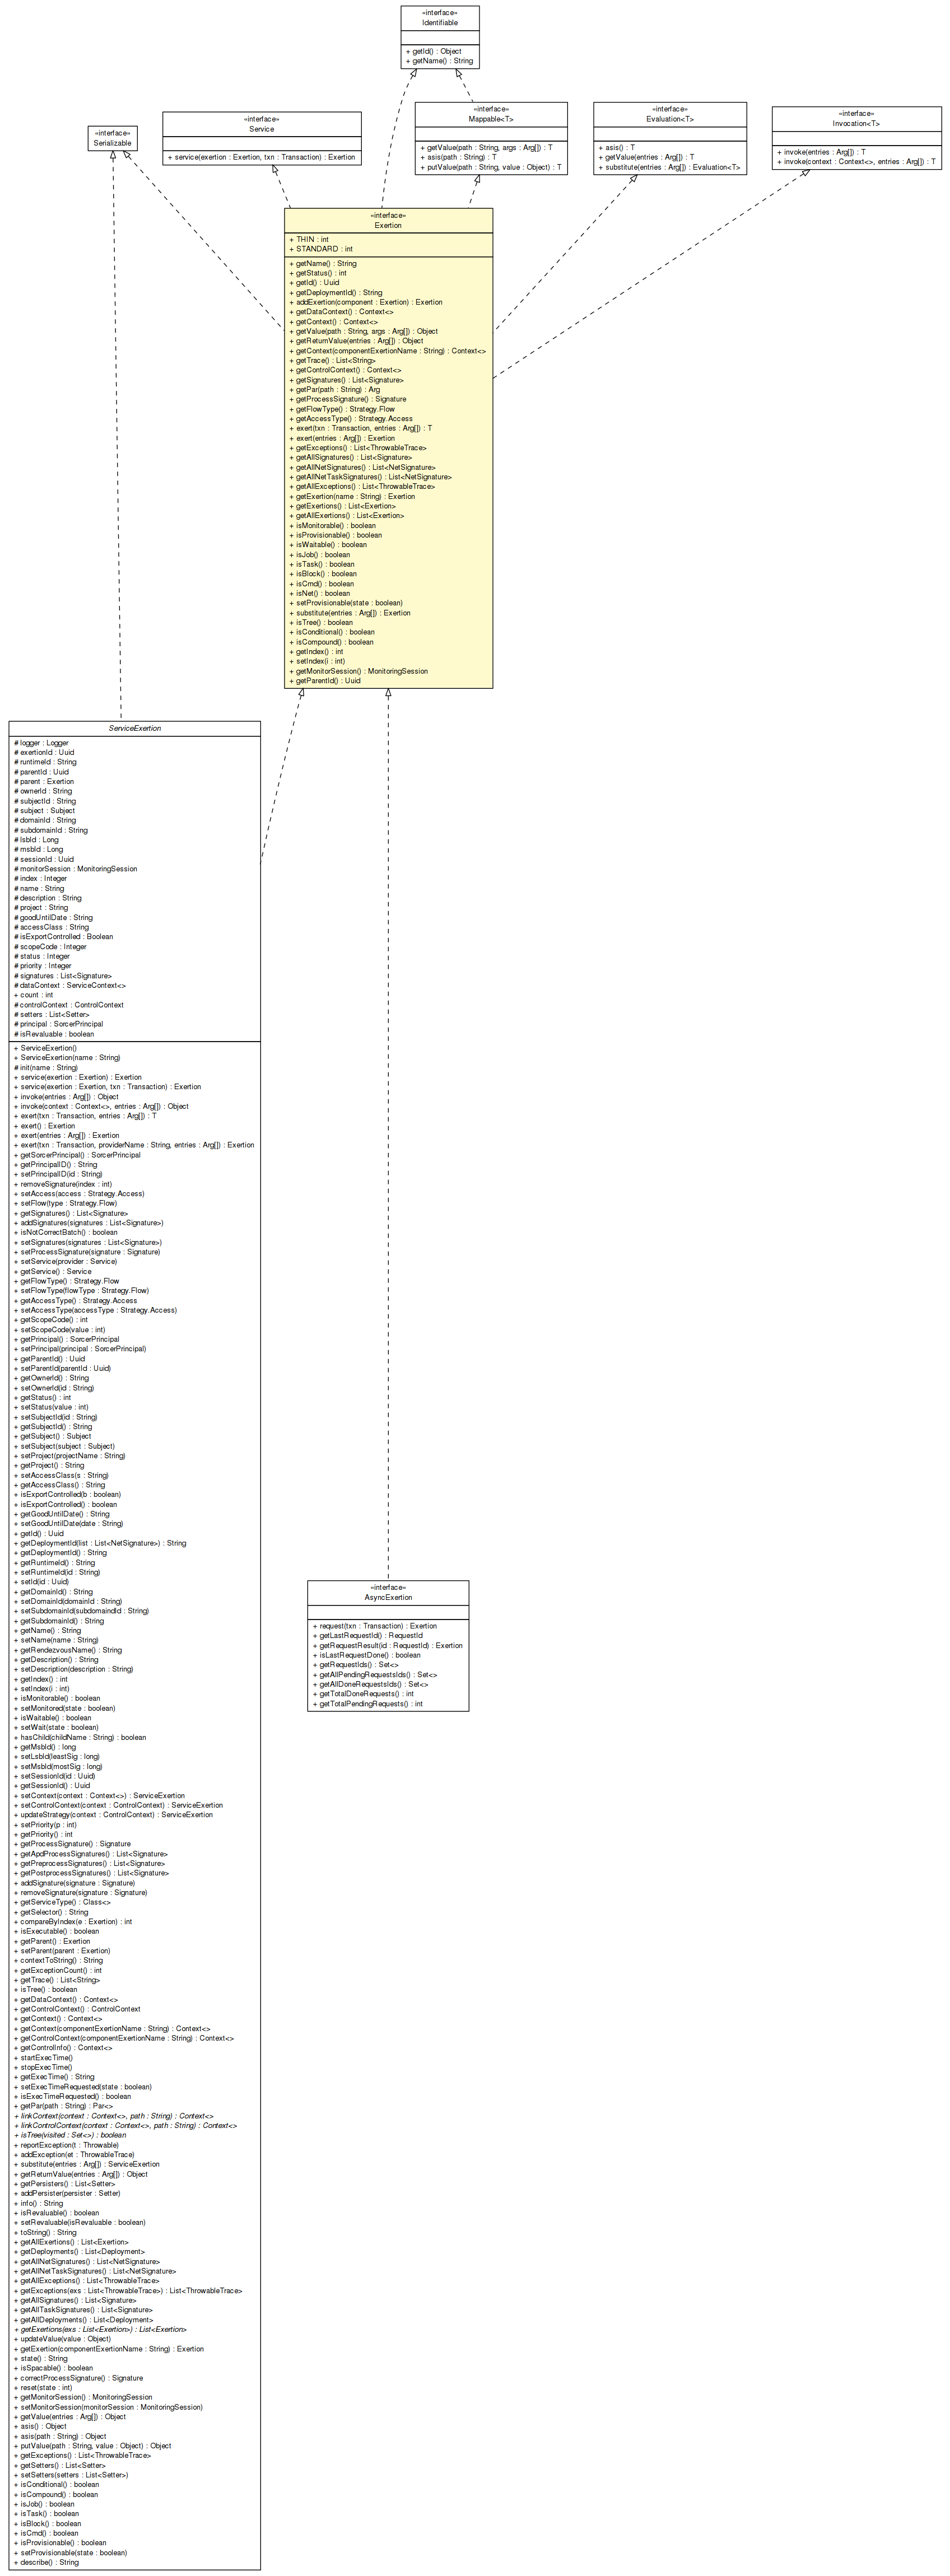 «interface»
Identifiable
+ getId() : Object
+ getName() : String
«interface»
Serializable
«interface»
Service
+ service(exertion : Exertion, txn : Transaction) : Exertion
«interface»
Mappable<T>
+ getValue(path : String, args : Arg[]) : T
+ asis(path : String) : T
+ putValue(path : String, value : Object) : T
«interface»
Evaluation<T>
+ asis() : T
+ getValue(entries : Arg[]) : T
+ substitute(entries : Arg[]) : Evaluation<T>
«interface»
Invocation<T>
+ invoke(entries : Arg[]) : T
+ invoke(context : Context<>, entries : Arg[]) : T
«interface»
Exertion
+ THIN : int
+ STANDARD : int
+ getName() : String
+ getStatus() : int
+ getId() : Uuid
+ getDeploymentId() : String
+ addExertion(component : Exertion) : Exertion
+ getDataContext() : Context<>
+ getContext() : Context<>
+ getValue(path : String, args : Arg[]) : Object
+ getReturnValue(entries : Arg[]) : Object
+ getContext(componentExertionName : String) : Context<>
+ getTrace() : List<String>
+ getControlContext() : Context<>
+ getSignatures() : List<Signature>
+ getPar(path : String) : Arg
+ getProcessSignature() : Signature
+ getFlowType() : Strategy.Flow
+ getAccessType() : Strategy.Access
+ exert(txn : Transaction, entries : Arg[]) : T
+ exert(entries : Arg[]) : Exertion
+ getExceptions() : List<ThrowableTrace>
+ getAllSignatures() : List<Signature>
+ getAllNetSignatures() : List<NetSignature>
+ getAllNetTaskSignatures() : List<NetSignature>
+ getAllExceptions() : List<ThrowableTrace>
+ getExertion(name : String) : Exertion
+ getExertions() : List<Exertion>
+ getAllExertions() : List<Exertion>
+ isMonitorable() : boolean
+ isProvisionable() : boolean
+ isWaitable() : boolean
+ isJob() : boolean
+ isTask() : boolean
+ isBlock() : boolean
+ isCmd() : boolean
+ isNet() : boolean
+ setProvisionable(state : boolean)
+ substitute(entries : Arg[]) : Exertion
+ isTree() : boolean
+ isConditional() : boolean
+ isCompound() : boolean
+ getIndex() : int
+ setIndex(i : int)
+ getMonitorSession() : MonitoringSession
+ getParentId() : Uuid
ServiceExertion
# logger : Logger
# exertionId : Uuid
# runtimeId : String
# parentId : Uuid
# parent : Exertion
# ownerId : String
# subjectId : String
# subject : Subject
# domainId : String
# subdomainId : String
# lsbId : Long
# msbId : Long
# sessionId : Uuid
# monitorSession : MonitoringSession
# index : Integer
# name : String
# description : String
# project : String
# goodUntilDate : String
# accessClass : String
# isExportControlled : Boolean
# scopeCode : Integer
# status : Integer
# priority : Integer
# signatures : List<Signature>
# dataContext : ServiceContext<>
+ count : int
# controlContext : ControlContext
# setters : List<Setter>
# principal : SorcerPrincipal
# isRevaluable : boolean
+ ServiceExertion()
+ ServiceExertion(name : String)
# init(name : String)
+ service(exertion : Exertion) : Exertion
+ service(exertion : Exertion, txn : Transaction) : Exertion
+ invoke(entries : Arg[]) : Object
+ invoke(context : Context<>, entries : Arg[]) : Object
+ exert(txn : Transaction, entries : Arg[]) : T
+ exert() : Exertion
+ exert(entries : Arg[]) : Exertion
+ exert(txn : Transaction, providerName : String, entries : Arg[]) : Exertion
+ getSorcerPrincipal() : SorcerPrincipal
+ getPrincipalID() : String
+ setPrincipalID(id : String)
+ removeSignature(index : int)
+ setAccess(access : Strategy.Access)
+ setFlow(type : Strategy.Flow)
+ getSignatures() : List<Signature>
+ addSignatures(signatures : List<Signature>)
+ isNotCorrectBatch() : boolean
+ setSignatures(signatures : List<Signature>)
+ setProcessSignature(signature : Signature)
+ setService(provider : Service)
+ getService() : Service
+ getFlowType() : Strategy.Flow
+ setFlowType(flowType : Strategy.Flow)
+ getAccessType() : Strategy.Access
+ setAccessType(accessType : Strategy.Access)
+ getScopeCode() : int
+ setScopeCode(value : int)
+ getPrincipal() : SorcerPrincipal
+ setPrincipal(principal : SorcerPrincipal)
+ getParentId() : Uuid
+ setParentId(parentId : Uuid)
+ getOwnerId() : String
+ setOwnerId(id : String)
+ getStatus() : int
+ setStatus(value : int)
+ setSubjectId(id : String)
+ getSubjectId() : String
+ getSubject() : Subject
+ setSubject(subject : Subject)
+ setProject(projectName : String)
+ getProject() : String
+ setAccessClass(s : String)
+ getAccessClass() : String
+ isExportControlled(b : boolean)
+ isExportControlled() : boolean
+ getGoodUntilDate() : String
+ setGoodUntilDate(date : String)
+ getId() : Uuid
+ getDeploymentId(list : List<NetSignature>) : String
+ getDeploymentId() : String
+ getRuntimeId() : String
+ setRuntimeId(id : String)
+ setId(id : Uuid)
+ getDomainId() : String
+ setDomainId(domainId : String)
+ setSubdomainId(subdomaindId : String)
+ getSubdomainId() : String
+ getName() : String
+ setName(name : String)
+ getRendezvousName() : String
+ getDescription() : String
+ setDescription(description : String)
+ getIndex() : int
+ setIndex(i : int)
+ isMonitorable() : boolean
+ setMonitored(state : boolean)
+ isWaitable() : boolean
+ setWait(state : boolean)
+ hasChild(childName : String) : boolean
+ getMsbId() : long
+ setLsbId(leastSig : long)
+ setMsbId(mostSig : long)
+ setSessionId(id : Uuid)
+ getSessionId() : Uuid
+ setContext(context : Context<>) : ServiceExertion
+ setControlContext(context : ControlContext) : ServiceExertion
+ updateStrategy(context : ControlContext) : ServiceExertion
+ setPriority(p : int)
+ getPriority() : int
+ getProcessSignature() : Signature
+ getApdProcessSignatures() : List<Signature>
+ getPreprocessSignatures() : List<Signature>
+ getPostprocessSignatures() : List<Signature>
+ addSignature(signature : Signature)
+ removeSignature(signature : Signature)
+ getServiceType() : Class<>
+ getSelector() : String
+ compareByIndex(e : Exertion) : int
+ isExecutable() : boolean
+ getParent() : Exertion
+ setParent(parent : Exertion)
+ contextToString() : String
+ getExceptionCount() : int
+ getTrace() : List<String>
+ isTree() : boolean
+ getDataContext() : Context<>
+ getControlContext() : ControlContext
+ getContext() : Context<>
+ getContext(componentExertionName : String) : Context<>
+ getControlContext(componentExertionName : String) : Context<>
+ getControlInfo() : Context<>
+ startExecTime()
+ stopExecTime()
+ getExecTime() : String
+ setExecTimeRequested(state : boolean)
+ isExecTimeRequested() : boolean
+ getPar(path : String) : Par<>
+ linkContext(context : Context<>, path : String) : Context<>
+ linkControlContext(context : Context<>, path : String) : Context<>
+ isTree(visited : Set<>) : boolean
+ reportException(t : Throwable)
+ addException(et : ThrowableTrace)
+ substitute(entries : Arg[]) : ServiceExertion
+ getReturnValue(entries : Arg[]) : Object
+ getPersisters() : List<Setter>
+ addPersister(persister : Setter)
+ info() : String
+ isRevaluable() : boolean
+ setRevaluable(isRevaluable : boolean)
+ toString() : String
+ getAllExertions() : List<Exertion>
+ getDeployments() : List<Deployment>
+ getAllNetSignatures() : List<NetSignature>
+ getAllNetTaskSignatures() : List<NetSignature>
+ getAllExceptions() : List<ThrowableTrace>
+ getExceptions(exs : List<ThrowableTrace>) : List<ThrowableTrace>
+ getAllSignatures() : List<Signature>
+ getAllTaskSignatures() : List<Signature>
+ getAllDeployments() : List<Deployment>
+ getExertions(exs : List<Exertion>) : List<Exertion>
+ updateValue(value : Object)
+ getExertion(componentExertionName : String) : Exertion
+ state() : String
+ isSpacable() : boolean
+ correctProcessSignature() : Signature
+ reset(state : int)
+ getMonitorSession() : MonitoringSession
+ setMonitorSession(monitorSession : MonitoringSession)
+ getValue(entries : Arg[]) : Object
+ asis() : Object
+ asis(path : String) : Object
+ putValue(path : String, value : Object) : Object
+ getExceptions() : List<ThrowableTrace>
+ getSetters() : List<Setter>
+ setSetters(setters : List<Setter>)
+ isConditional() : boolean
+ isCompound() : boolean
+ isJob() : boolean
+ isTask() : boolean
+ isBlock() : boolean
+ isCmd() : boolean
+ isProvisionable() : boolean
+ setProvisionable(state : boolean)
+ describe() : String
«interface»
AsyncExertion
+ request(txn : Transaction) : Exertion
+ getLastRequestId() : RequestId
+ getRequestResult(id : RequestId) : Exertion
+ isLastRequestDone() : boolean
+ getRequestIds() : Set<>
+ getAllPendingRequestsIds() : Set<>
+ getAllDoneRequestsIds() : Set<>
+ getTotalDoneRequests() : int
+ getTotalPendingRequests() : int